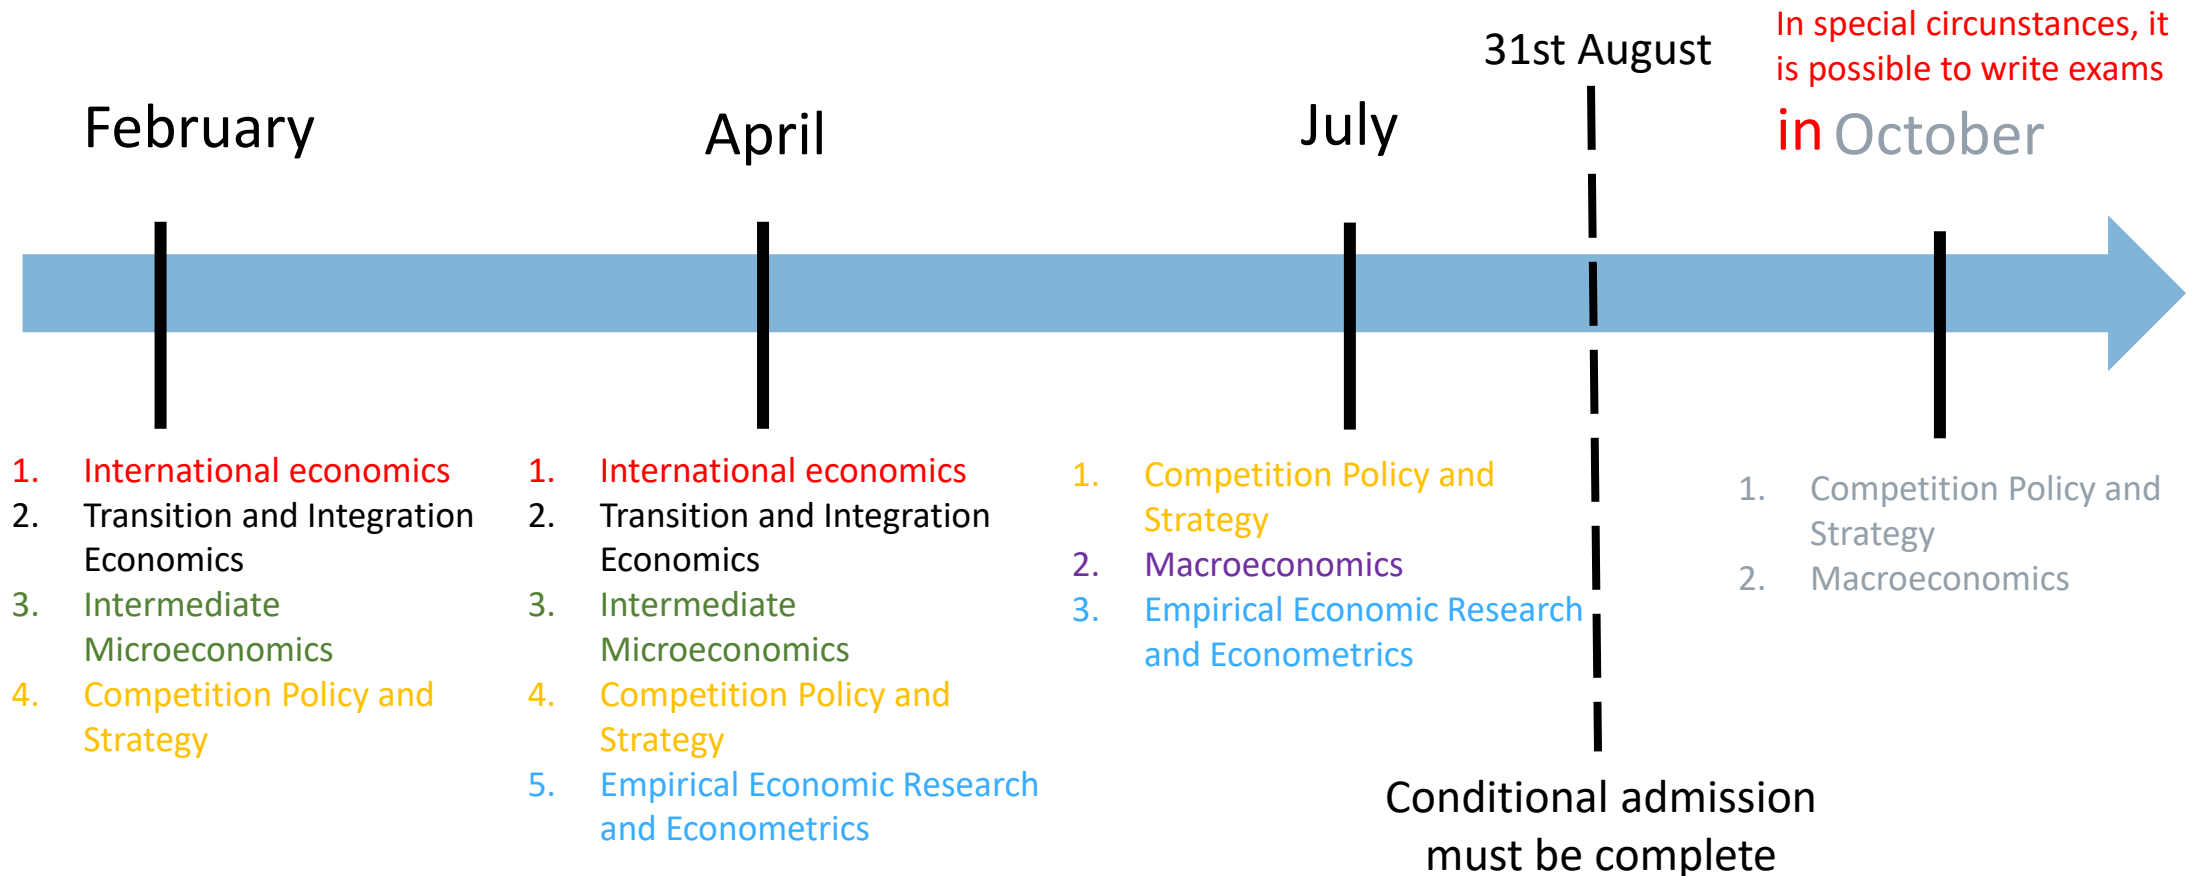 February
April
July
31st August
In special circunstances, it
is possible to write exams
in October
1. International economics
2. Transition and Integration
Economics
3. Intermediate
Microeconomics
4. Competition Policy and
Strategy
1. International economics
2. Transition and Integration
Economics
3. Intermediate
Microeconomics
4. Competition Policy and
Strategy
5. Empirical Economic Research
and Econometrics
1. Competition Policy and
Strategy
2. Macroeconomics
3. Empirical Economic Research
and Econometrics
Conditional admission
must be complete
1. Competition Policy and
Strategy
2. Macroeconomics